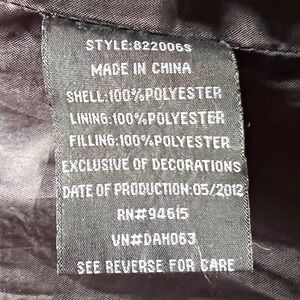 STYLE:822006S
MADE IN CHINA
SHELL:100%POLYESTER
LINING:100%POLYESTER
FILLING:100%POLYESTER
EXCLUSIVE OF DECORATIONS
DATE OF PRODUCTION:05/2012
RN#94615
VN#DAH063
SEE REVERSE FOR CARE